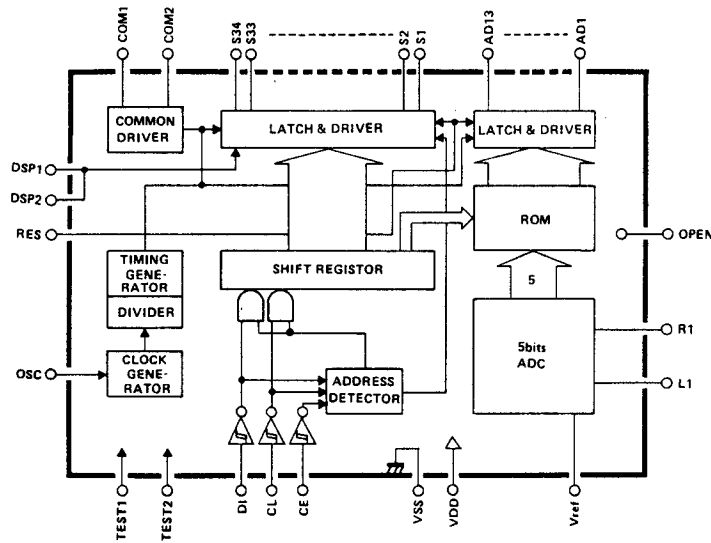 COM1
COM2
S34
S33
S2
S1
AD13
AD1
COMMON
DRIVER
LATCH & DRIVER
LATCH & DRIVER
DSP1
DSP2
RES
ROM
OPEN
TIMING
GENE-
RATOR
SHIFT REGISTOR
5
DIVIDER
5bits
ADC
R1
OSC
CLOCK
GENE-
RATOR
ADDRESS
DETECTOR
L1
TEST1
TEST2
DI
CL
CE
VSS
VDD
Vref